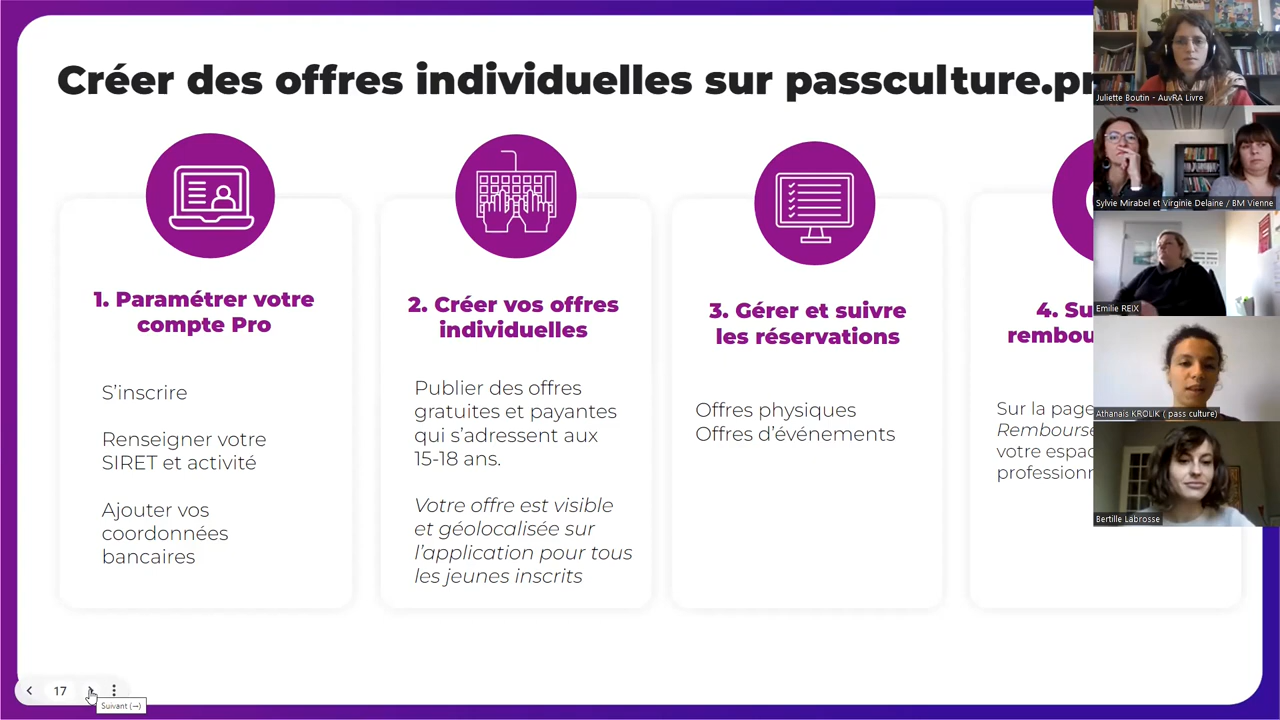 Créer des offres individuelles sur passculture.pr
1. Paramétrer votre
compte Pro
S’inscrire
Renseigner votre
SIRET et activité
Ajouter vos
coordonnées
bancaires
2. Créer vos offres
individuelles
Publier des offres
gratuites et payantes
qui s’adressent aux
15-18 ans.
Votre offre est visible
et géolocalisée sur
l’application pour tous
les jeunes inscrits
3. Gérer et suivre
les réservations
Offres physiques
Offres d’événements
4. Su
rembou
Sur la page
Rembourse
votre espac
professionn
Juliette Boutin - AuvRA Livre
Sylvie Mirabel et Virginie Delaine / BM Vienne
Emilie REIX
Athanaïs KROLIK ( pass culture)
Bertille Labrosse
17
Suivant (→)